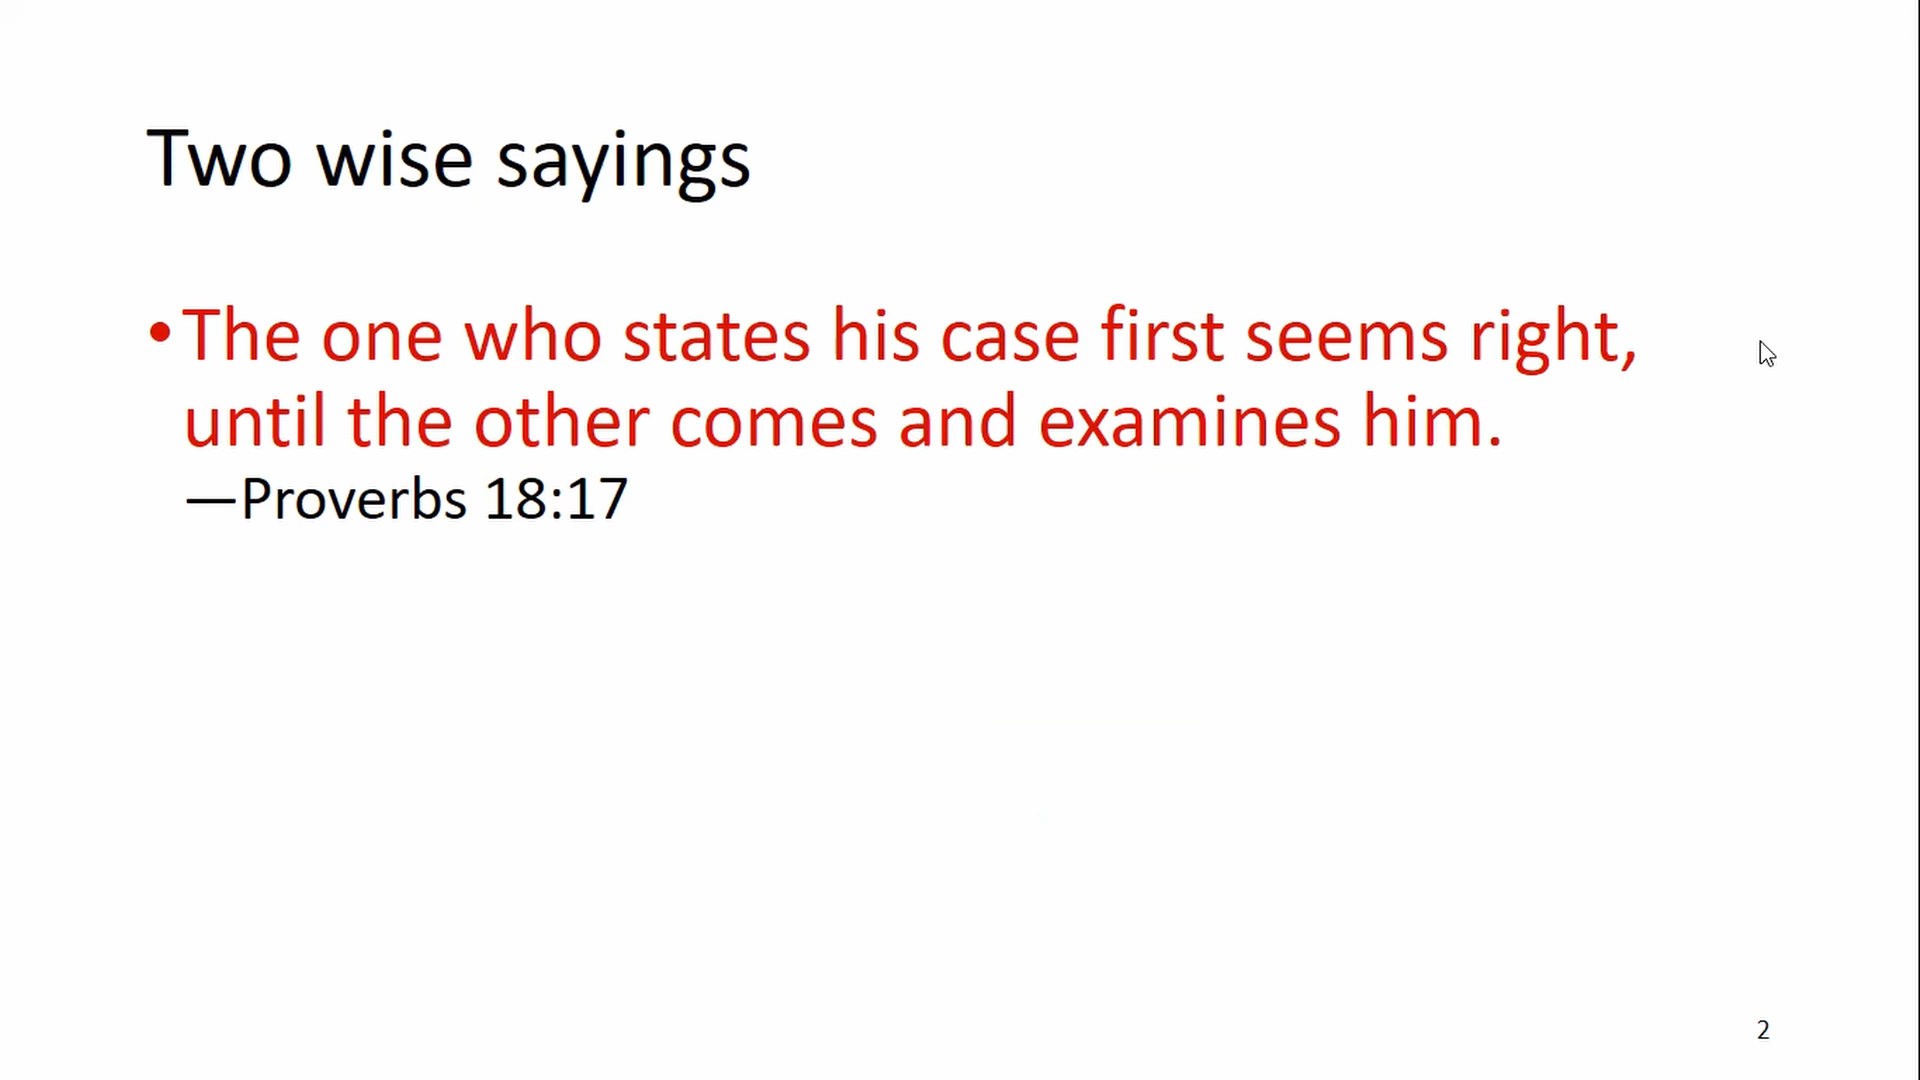 Two wise sayings
•The one who states his case first seems right,
until the other comes and examines him.
—Proverbs 18:17
2